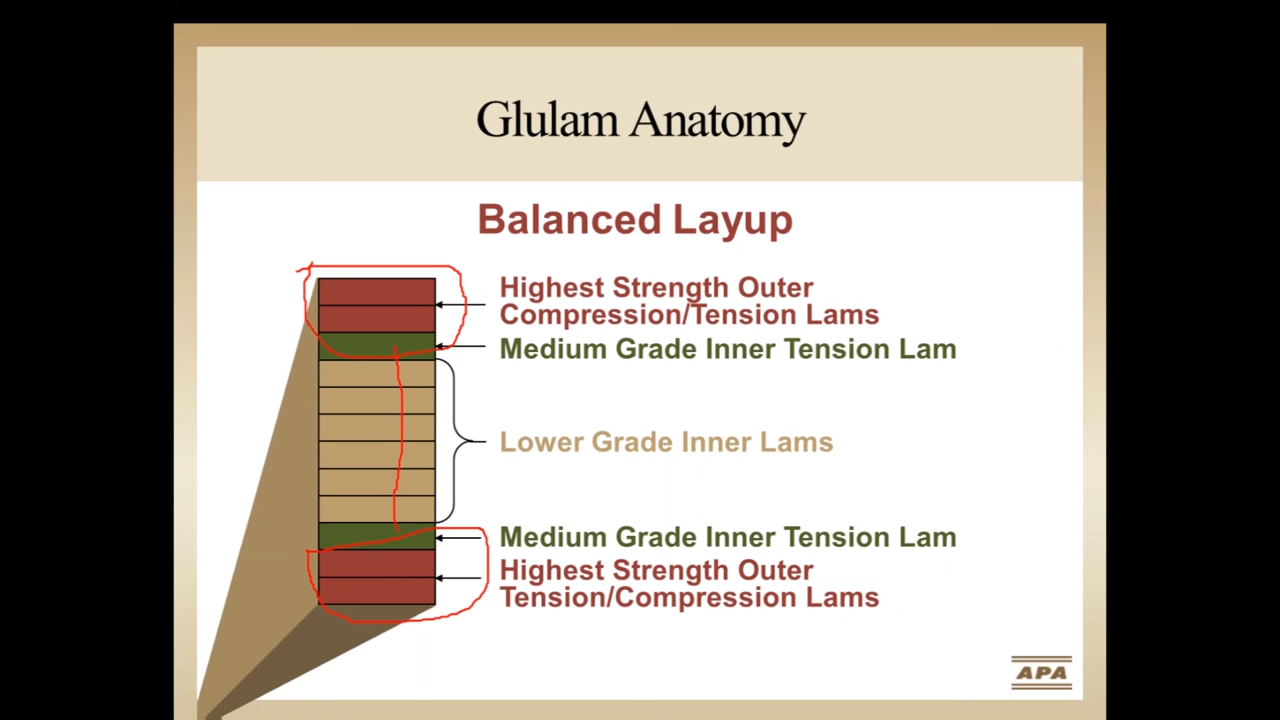 Glulam Anatomy
Balanced Layup
Highest Strength Outer
Compression/Tension Lams
Medium Grade Inner Tension Lam
Lower Grade Inner Lams
Medium Grade Inner Tension Lam
Highest Strength Outer
Tension/Compression Lams
APA